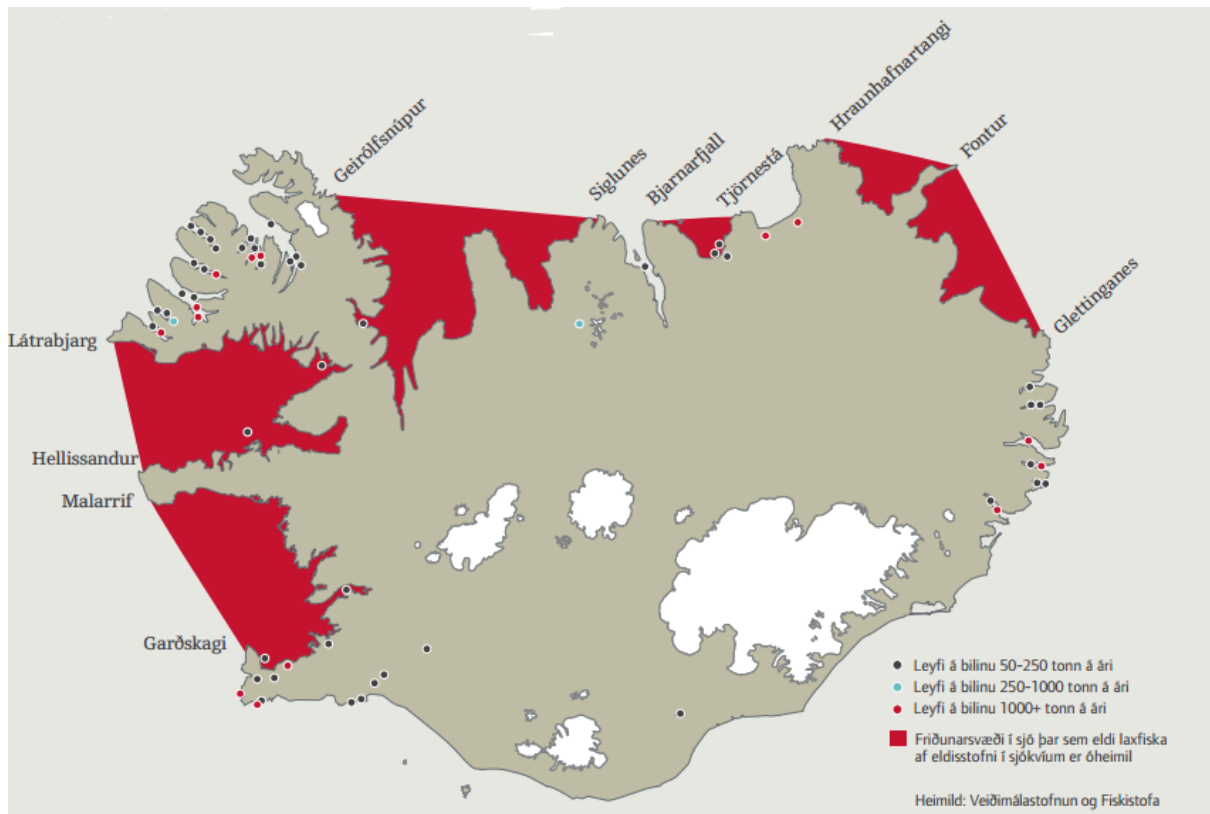 Geirólfsnúpur
Siglunes
Bjarnarfjall
Tjörnestá
Hraunhafnartangi
Fontur
Glettinganes
Látrabjarg
Hellissandur
Malarrif
Garðskagi
Leyfi á bilinu 50-250 tonn á ári
Leyfi á bilinu 250-1000 tonn á ári
Leyfi á bilinu 1000+ tonn á ári
Friðunarsvæði í sjó þar sem eldi laxfiska
af eldisstofni í sjókvíum er óheimil
Heimild: Veiðimálastofnun og Fiskistofa